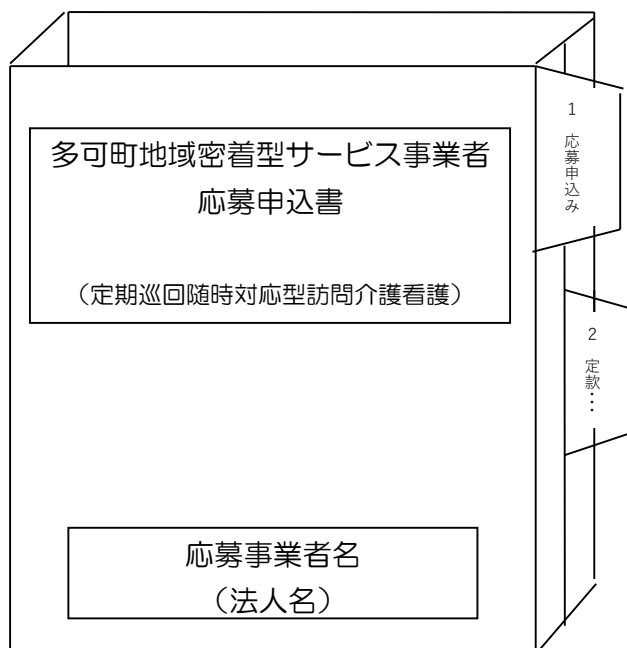 多可町地域密着型サービス事業者
応募申込書
（定期巡回随時対応型訪問介護看護）
応募事業者名
（法人名）
1 応募申込み
2 定款…